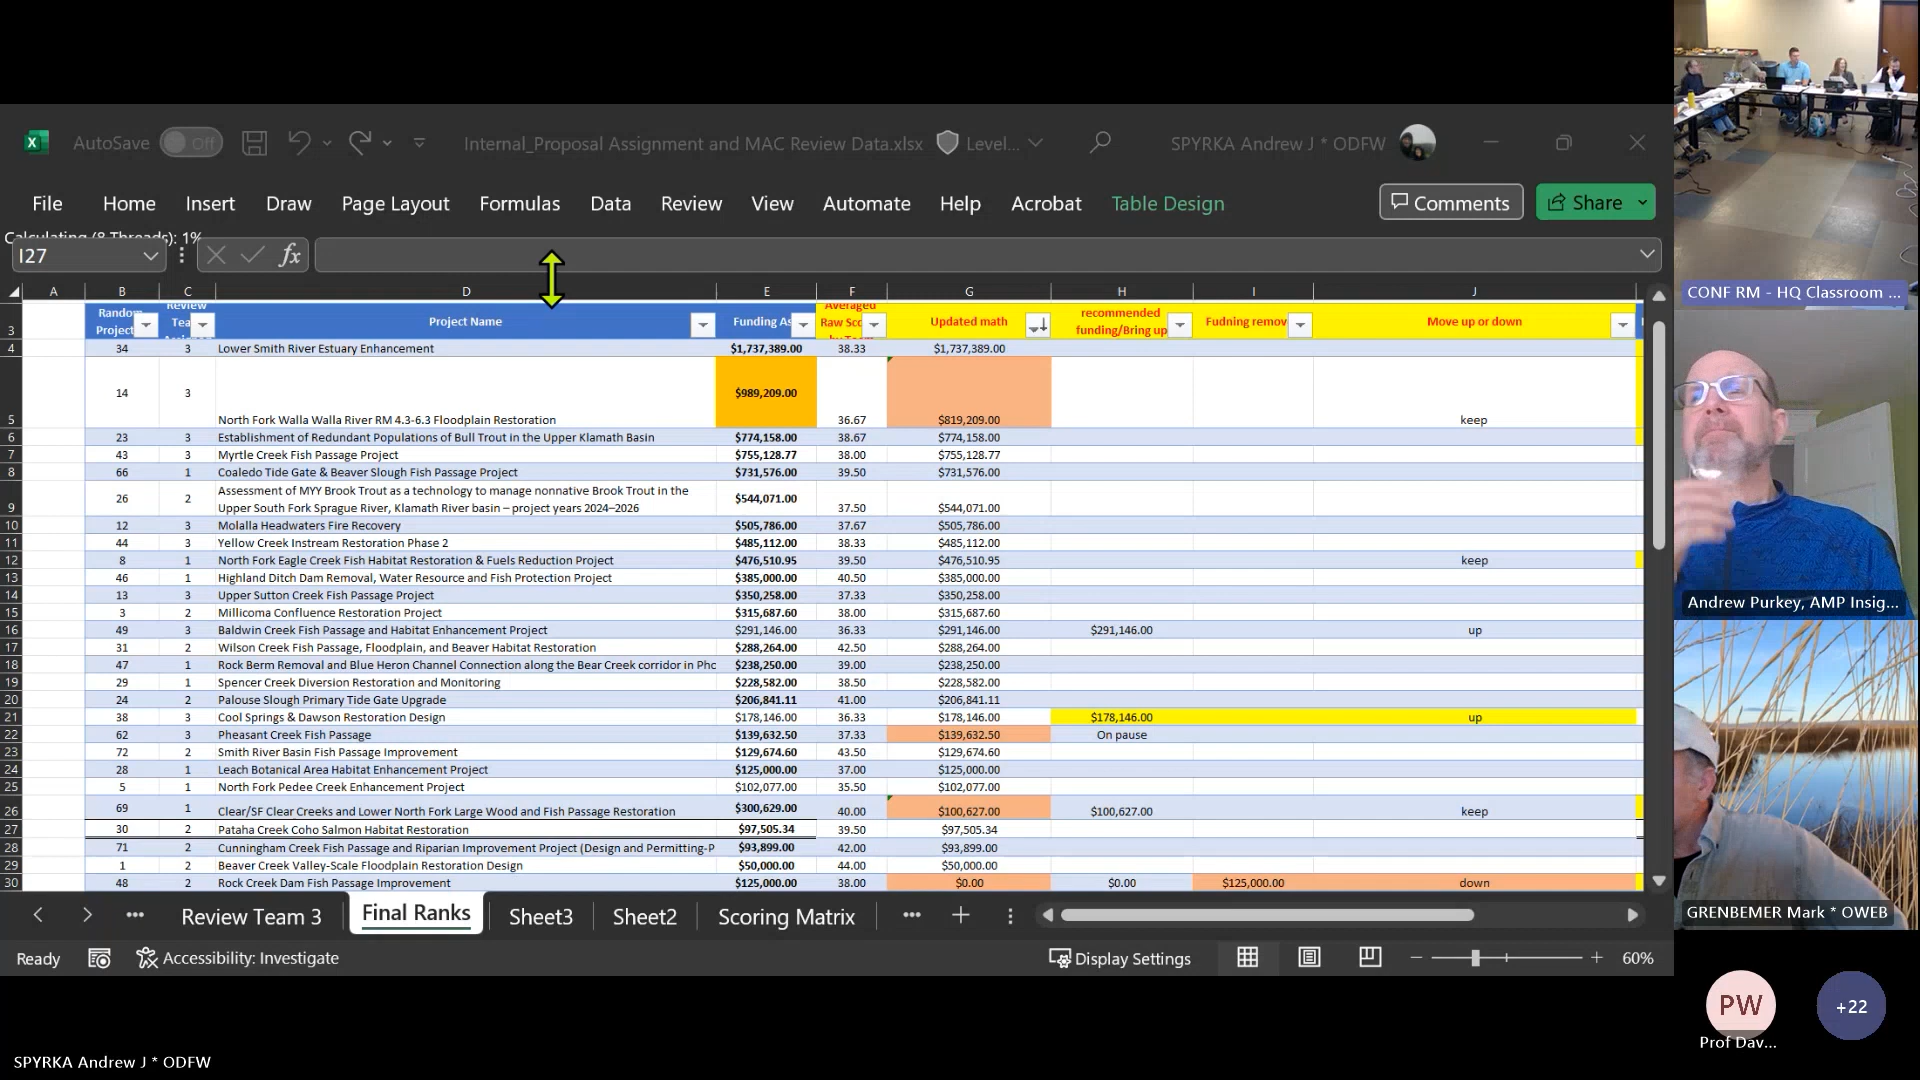 AutoSave Off Internal_Proposal Assignment and MAC Review Data.xlsx Level... SPYRKA Andrew J * ODFW
File Home Insert Draw Page Layout Formulas Data Review View Automate Help Acrobat Table Design Comments Share
Calculating (8 Threads): 1%
I27 fx
A B C D E F G H I J
3 Random Project Review Tea Project Name Funding As Averaged Raw Sco Updated math recommended funding/Bring up Fudning remov Move up or down
4 34 3 Lower Smith River Estuary Enhancement $1,737,389.00 38.33 $1,737,389.00
5 14 3 North Fork Walla Walla River RM 4.3-6.3 Floodplain Restoration $989,209.00 36.67 $819,209.00 keep
6 23 3 Establishment of Redundant Populations of Bull Trout in the Upper Klamath Basin $774,158.00 38.67 $774,158.00
7 43 3 Myrtle Creek Fish Passage Project $755,128.77 38.00 $755,128.77
8 66 1 Coaledo Tide Gate & Beaver Slough Fish Passage Project $731,576.00 39.50 $731,576.00
9 26 2 Assessment of MYY Brook Trout as a technology to manage nonnative Brook Trout in the
Upper South Fork Sprague River, Klamath River basin – project years 2024–2026 $544,071.00 37.50 $544,071.00
10 12 3 Molalla Headwaters Fire Recovery $505,786.00 37.67 $505,786.00
11 44 3 Yellow Creek Instream Restoration Phase 2 $485,112.00 38.33 $485,112.00
12 8 1 North Fork Eagle Creek Fish Habitat Restoration & Fuels Reduction Project $476,510.95 39.50 $476,510.95 keep
13 46 1 Highland Ditch Dam Removal, Water Resource and Fish Protection Project $385,000.00 40.50 $385,000.00
14 13 3 Upper Sutton Creek Fish Passage Project $350,258.00 37.33 $350,258.00
15 3 2 Millicoma Confluence Restoration Project $315,687.60 38.00 $315,687.60
16 49 3 Baldwin Creek Fish Passage and Habitat Enhancement Project $291,146.00 36.33 $291,146.00 $291,146.00 up
17 31 2 Wilson Creek Fish Passage, Floodplain, and Beaver Habitat Restoration $288,264.00 42.50 $288,264.00
18 47 1 Rock Berm Removal and Blue Heron Channel Connection along the Bear Creek corridor in Pho $238,250.00 39.00 $238,250.00
19 29 1 Spencer Creek Diversion Restoration and Monitoring $228,582.00 38.50 $228,582.00
20 24 2 Palouse Slough Primary Tide Gate Upgrade $206,841.11 41.00 $206,841.11
21 38 3 Cool Springs & Dawson Restoration Design $178,146.00 36.33 $178,146.00 $178,146.00 up
22 62 3 Pheasant Creek Fish Passage $139,632.50 37.33 $139,632.50 On pause
23 72 2 Smith River Basin Fish Passage Improvement $129,674.60 43.50 $129,674.60
24 28 1 Leach Botanical Area Habitat Enhancement Project $125,000.00 37.00 $125,000.00
25 5 1 North Fork Pedee Creek Enhancement Project $102,077.00 35.50 $102,077.00
26 69 1 Clear/SF Clear Creeks and Lower North Fork Large Wood and Fish Passage Restoration $300,629.00 40.00 $100,627.00 $100,627.00 keep
27 30 2 Pataha Creek Coho Salmon Habitat Restoration $97,505.34 39.50 $97,505.34
28 71 2 Cunningham Creek Fish Passage and Riparian Improvement Project (Design and Permitting-P $93,899.00 42.00 $93,899.00
29 1 2 Beaver Creek Valley-Scale Floodplain Restoration Design $50,000.00 44.00 $50,000.00
30 48 2 Rock Creek Dam Fish Passage Improvement $125,000.00 38.00 $0.00 $0.00 $125,000.00 down
Review Team 3 Final Ranks Sheet3 Sheet2 Scoring Matrix
Ready Accessibility: Investigate Display Settings 60%
SPYRKA Andrew J * ODFW
CONF RM - HQ Classroom ...
Andrew Purkey, AMP Insig...
GRENBEMER Mark * OWEB
PW +22
Prof Dav...